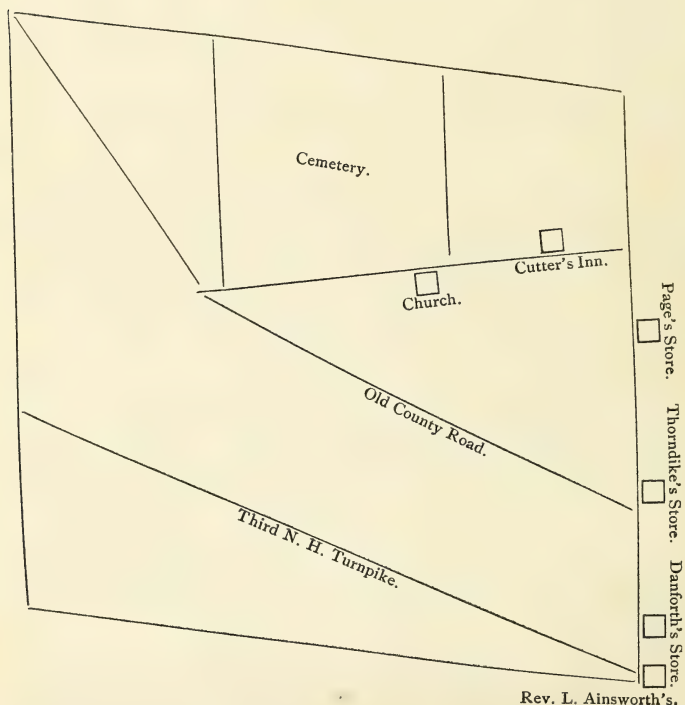 Cemetery.
Cutter's Inn.
Church.
Page's Store.
Old County Road.
Thorndike's Store.
Third N. H. Turnpike.
Danforth's Store.
Rev. L. Ainsworth's.